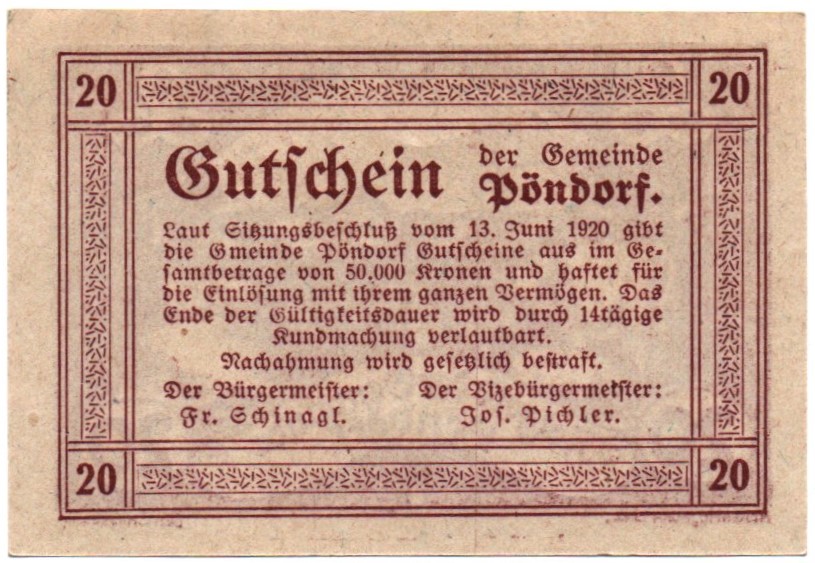 20 20
Gutschein der Gemeinde
Pöndorf.
Laut Sitzungsbeschluß vom 13. Juni 1920 gibt
die Gmeinde Pöndorf Gutscheine aus im Ge-
samtbetrage von 50.000 Kronen und haftet für
die Einlösung mit ihrem ganzen Vermögen. Das
Ende der Gültigkeitsdauer wird durch 14tägige
Kundmachung verlautbart.
Nachahmung wird gesetzlich bestraft.
Der Bürgermeister: Der Vizebürgermeister:
Fr. Schinagl. Jos. Pichler.
20 20